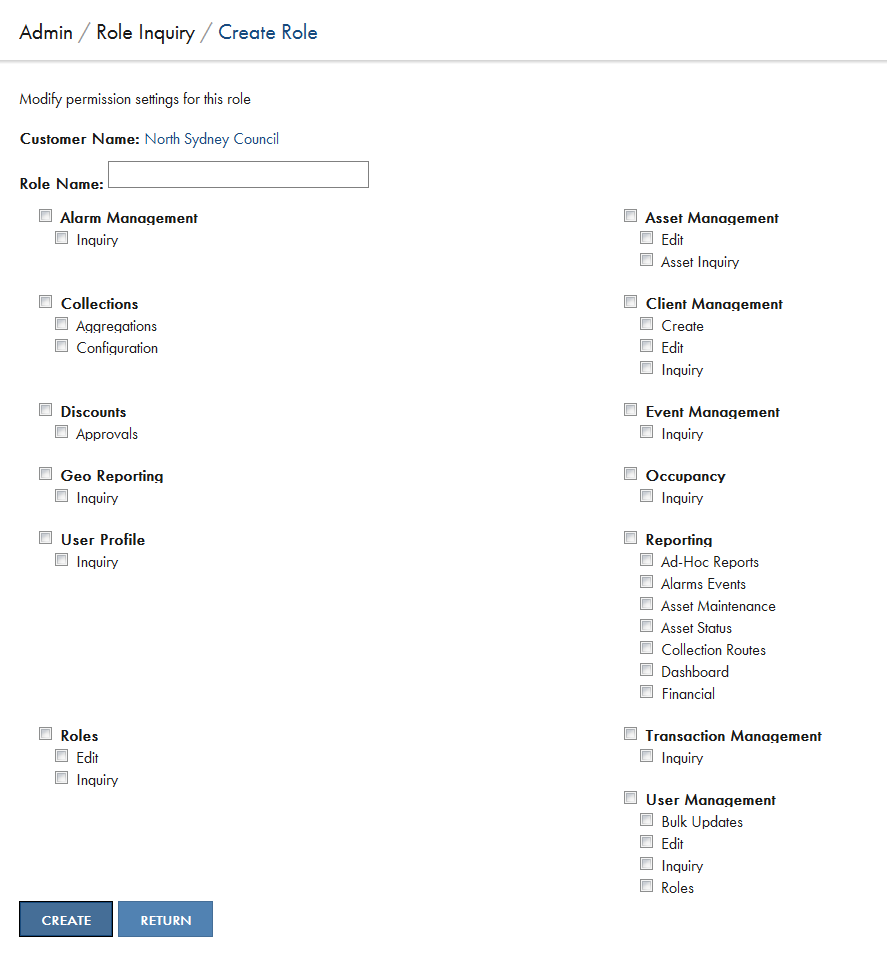 Admin / Role Inquiry / Create Role
Modify permission settings for this role
Customer Name: North Sydney Council
Role Name:
Alarm Management
Inquiry
Asset Management
Edit
Asset Inquiry
Collections
Aggregations
Configuration
Client Management
Create
Edit
Inquiry
Discounts
Approvals
Event Management
Inquiry
Geo Reporting
Inquiry
Occupancy
Inquiry
User Profile
Inquiry
Reporting
Ad-Hoc Reports
Alarms Events
Asset Maintenance
Asset Status
Collection Routes
Dashboard
Financial
Roles
Edit
Inquiry
Transaction Management
Inquiry
User Management
Bulk Updates
Edit
Inquiry
Roles
CREATE RETURN